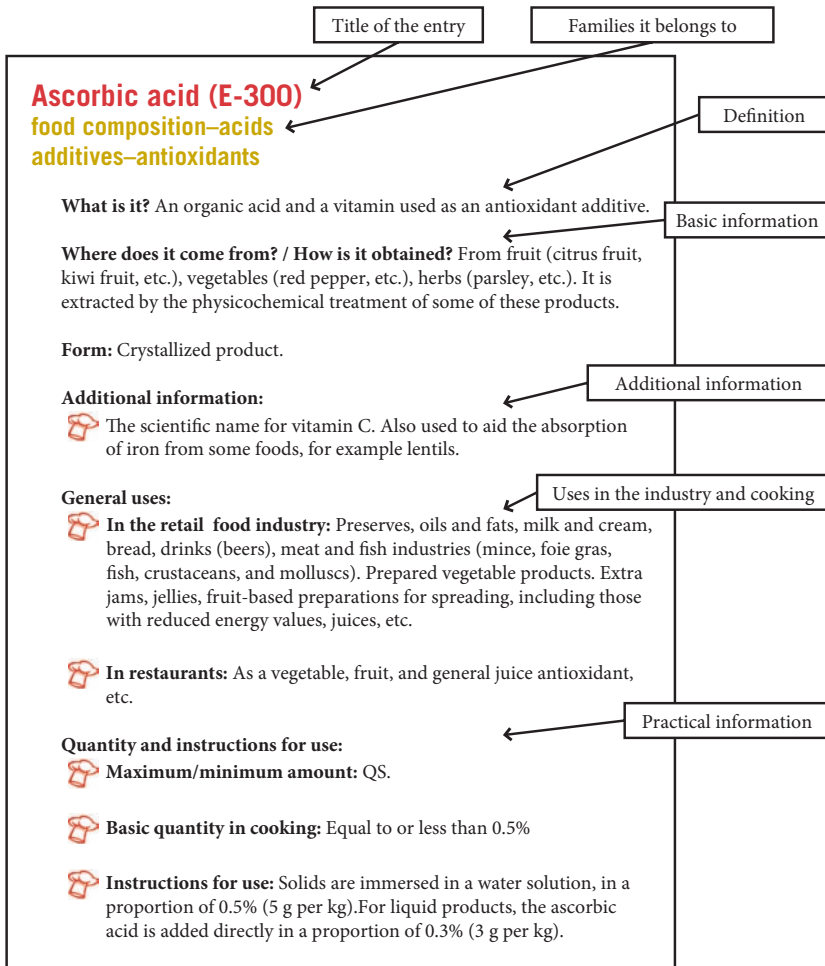 Title of the entry
Families it belongs to
Ascorbic acid (E-300)
food composition–acids
additives–antioxidants
Definition
What is it? An organic acid and a vitamin used as an antioxidant additive.
Basic information
Where does it come from? / How is it obtained? From fruit (citrus fruit,
kiwi fruit, etc.), vegetables (red pepper, etc.), herbs (parsley, etc.). It is
extracted by the physicochemical treatment of some of these products.
Form: Crystallized product.
Additional information
Additional information:
The scientific name for vitamin C. Also used to aid the absorption
of iron from some foods, for example lentils.
Uses in the industry and cooking
General uses:
In the retail food industry: Preserves, oils and fats, milk and cream,
bread, drinks (beers), meat and fish industries (mince, foie gras,
fish, crustaceans, and molluscs). Prepared vegetable products. Extra
jams, jellies, fruit-based preparations for spreading, including those
with reduced energy values, juices, etc.
In restaurants: As a vegetable, fruit, and general juice antioxidant,
etc.
Practical information
Quantity and instructions for use:
Maximum/minimum amount: QS.
Basic quantity in cooking: Equal to or less than 0.5%
Instructions for use: Solids are immersed in a water solution, in a
proportion of 0.5% (5 g per kg).For liquid products, the ascorbic
acid is added directly in a proportion of 0.3% (3 g per kg).